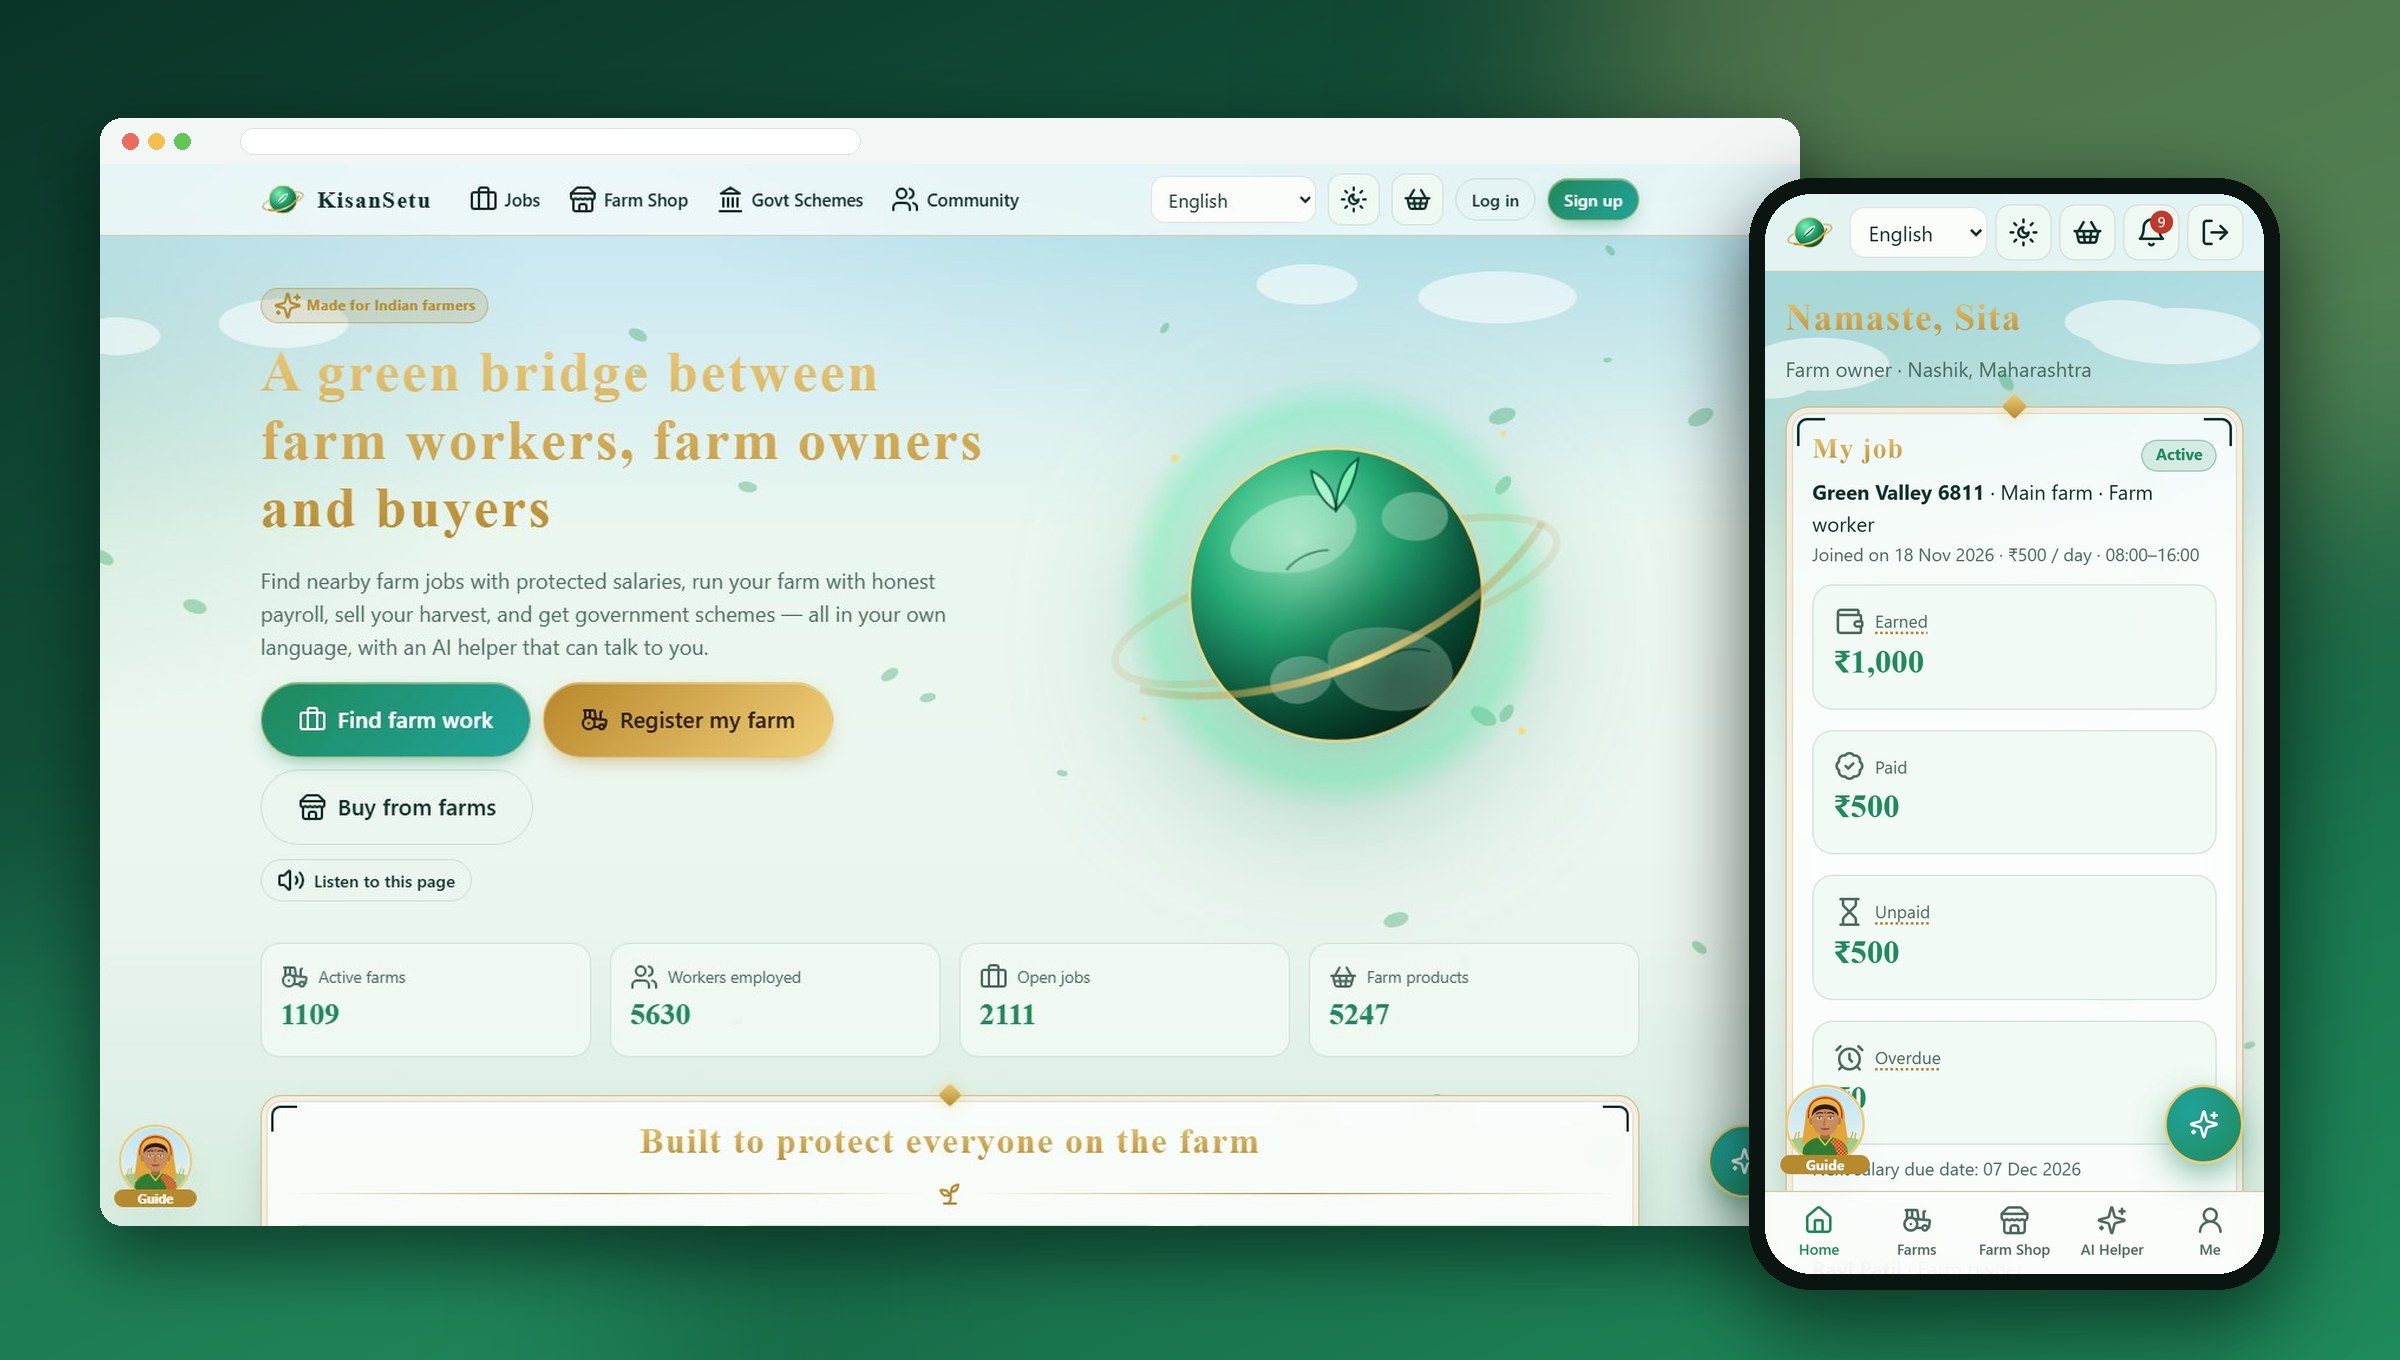 KisanSetu
Jobs
Farm Shop
Govt Schemes
Community
English
Log in
Sign up
Made for Indian farmers
A green bridge between
farm workers, farm owners
and buyers
Find nearby farm jobs with protected salaries, run your farm with honest
payroll, sell your harvest, and get government schemes — all in your own
language, with an AI helper that can talk to you.
Find farm work
Register my farm
Buy from farms
Listen to this page
Active farms
1109
Workers employed
5630
Open jobs
2111
Farm products
5247
Built to protect everyone on the farm
Guide
English
9
Namaste, Sita
Farm owner · Nashik, Maharashtra
My job
Active
Green Valley 6811 · Main farm · Farm
worker
Joined on 18 Nov 2026 · ₹500 / day · 08:00–16:00
Earned
₹1,000
Paid
₹500
Unpaid
₹500
Overdue
₹0
Guide
salary due date: 07 Dec 2026
Home
Farms
Farm Shop
AI Helper
Me